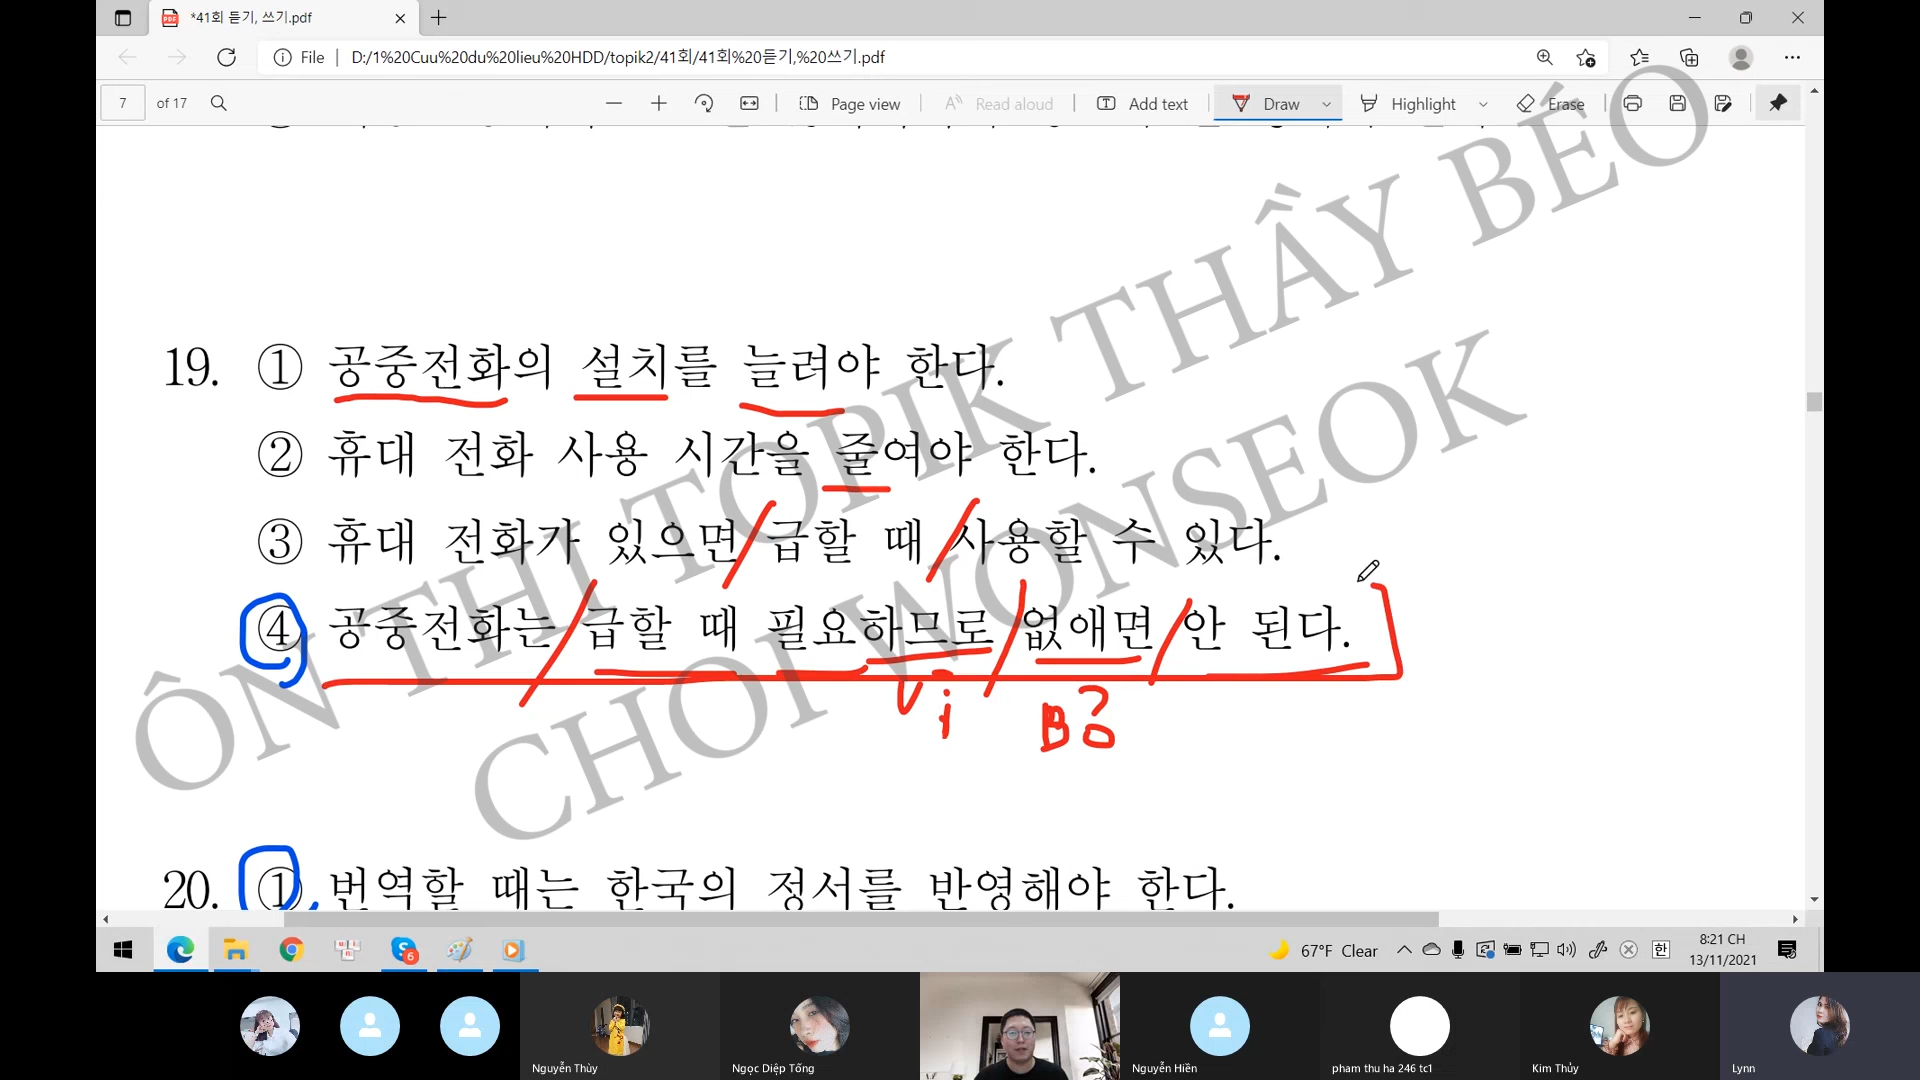 *41회 듣기, 쓰기.pdf
File D:/1%20Cuu%20du%20lieu%20HDD/topik2/41회/41회%20듣기,%20쓰기.pdf
7 of 17 Page view Read aloud Add text Draw Highlight Erase
ÔN THI TOPIK THẦY BÉO
CHOI WONSEOK
19. ① 공중전화의 설치를 늘려야 한다.
② 휴대 전화 사용 시간을 줄여야 한다.
③ 휴대 전화가 있으면 급할 때 사용할 수 있다.
④ 공중전화는 급할 때 필요하므로 없애면 안 된다.
Vì Bỏ
20. ① 번역할 때는 한국의 정서를 반영해야 한다.
6 67°F Clear 한 8:21 CH
13/11/2021
Nguyễn Thùy Ngọc Diệp Tống Nguyễn Hiền pham thu ha 246 tc1 Kim Thủy Lynn